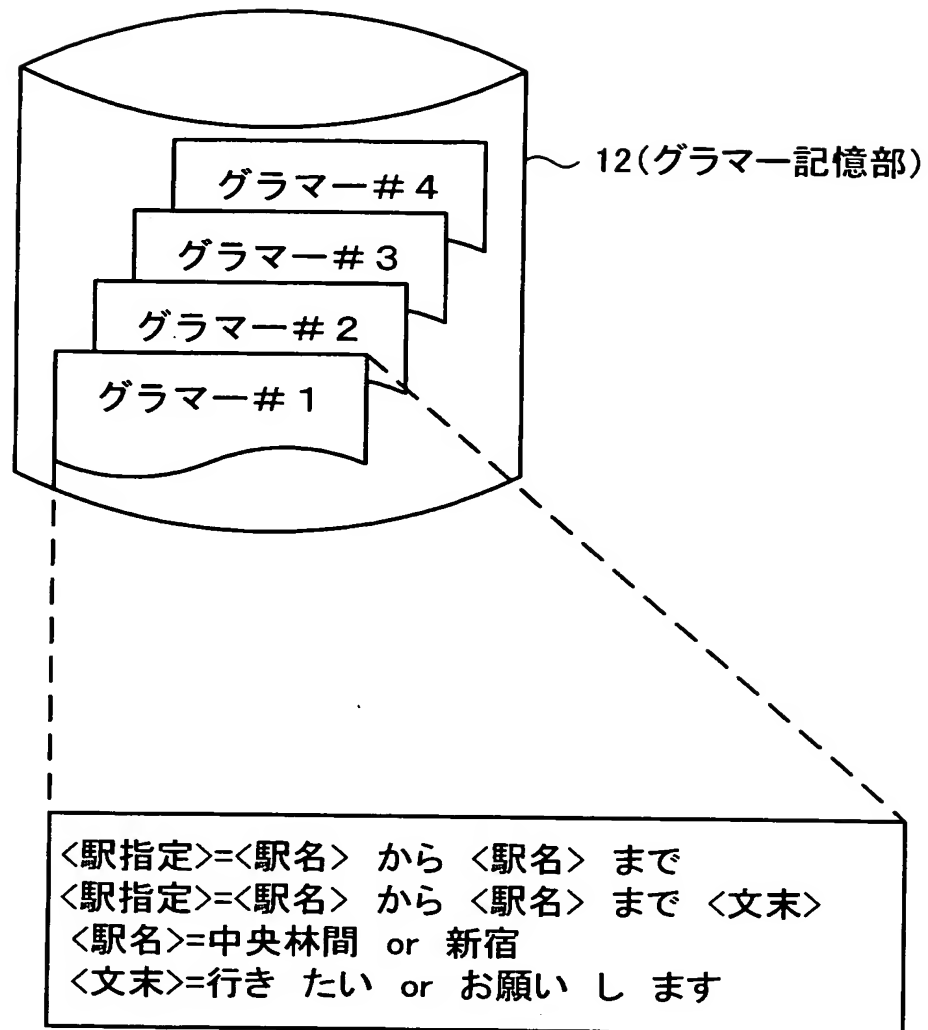 12(グラマー記憶部)
グラマー#4
グラマー#3
グラマー#2
グラマー#1
<駅指定>=<駅名> から <駅名> まで
<駅指定>=<駅名> から <駅名> まで <文末>
<駅名>=中央林間 or 新宿
<文末>=行き たい or お願い し ます